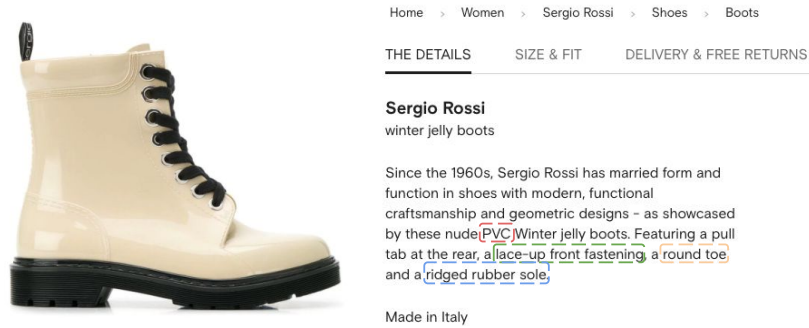 Home > Women > Sergio Rossi > Shoes > Boots
THE DETAILS SIZE & FIT DELIVERY & FREE RETURNS
Sergio Rossi
winter jelly boots
Since the 1960s, Sergio Rossi has married form and
function in shoes with modern, functional
craftsmanship and geometric designs - as showcased
by these nude PVC Winter jelly boots. Featuring a pull
tab at the rear, a lace-up front fastening, a round toe
and a ridged rubber sole.
Made in Italy